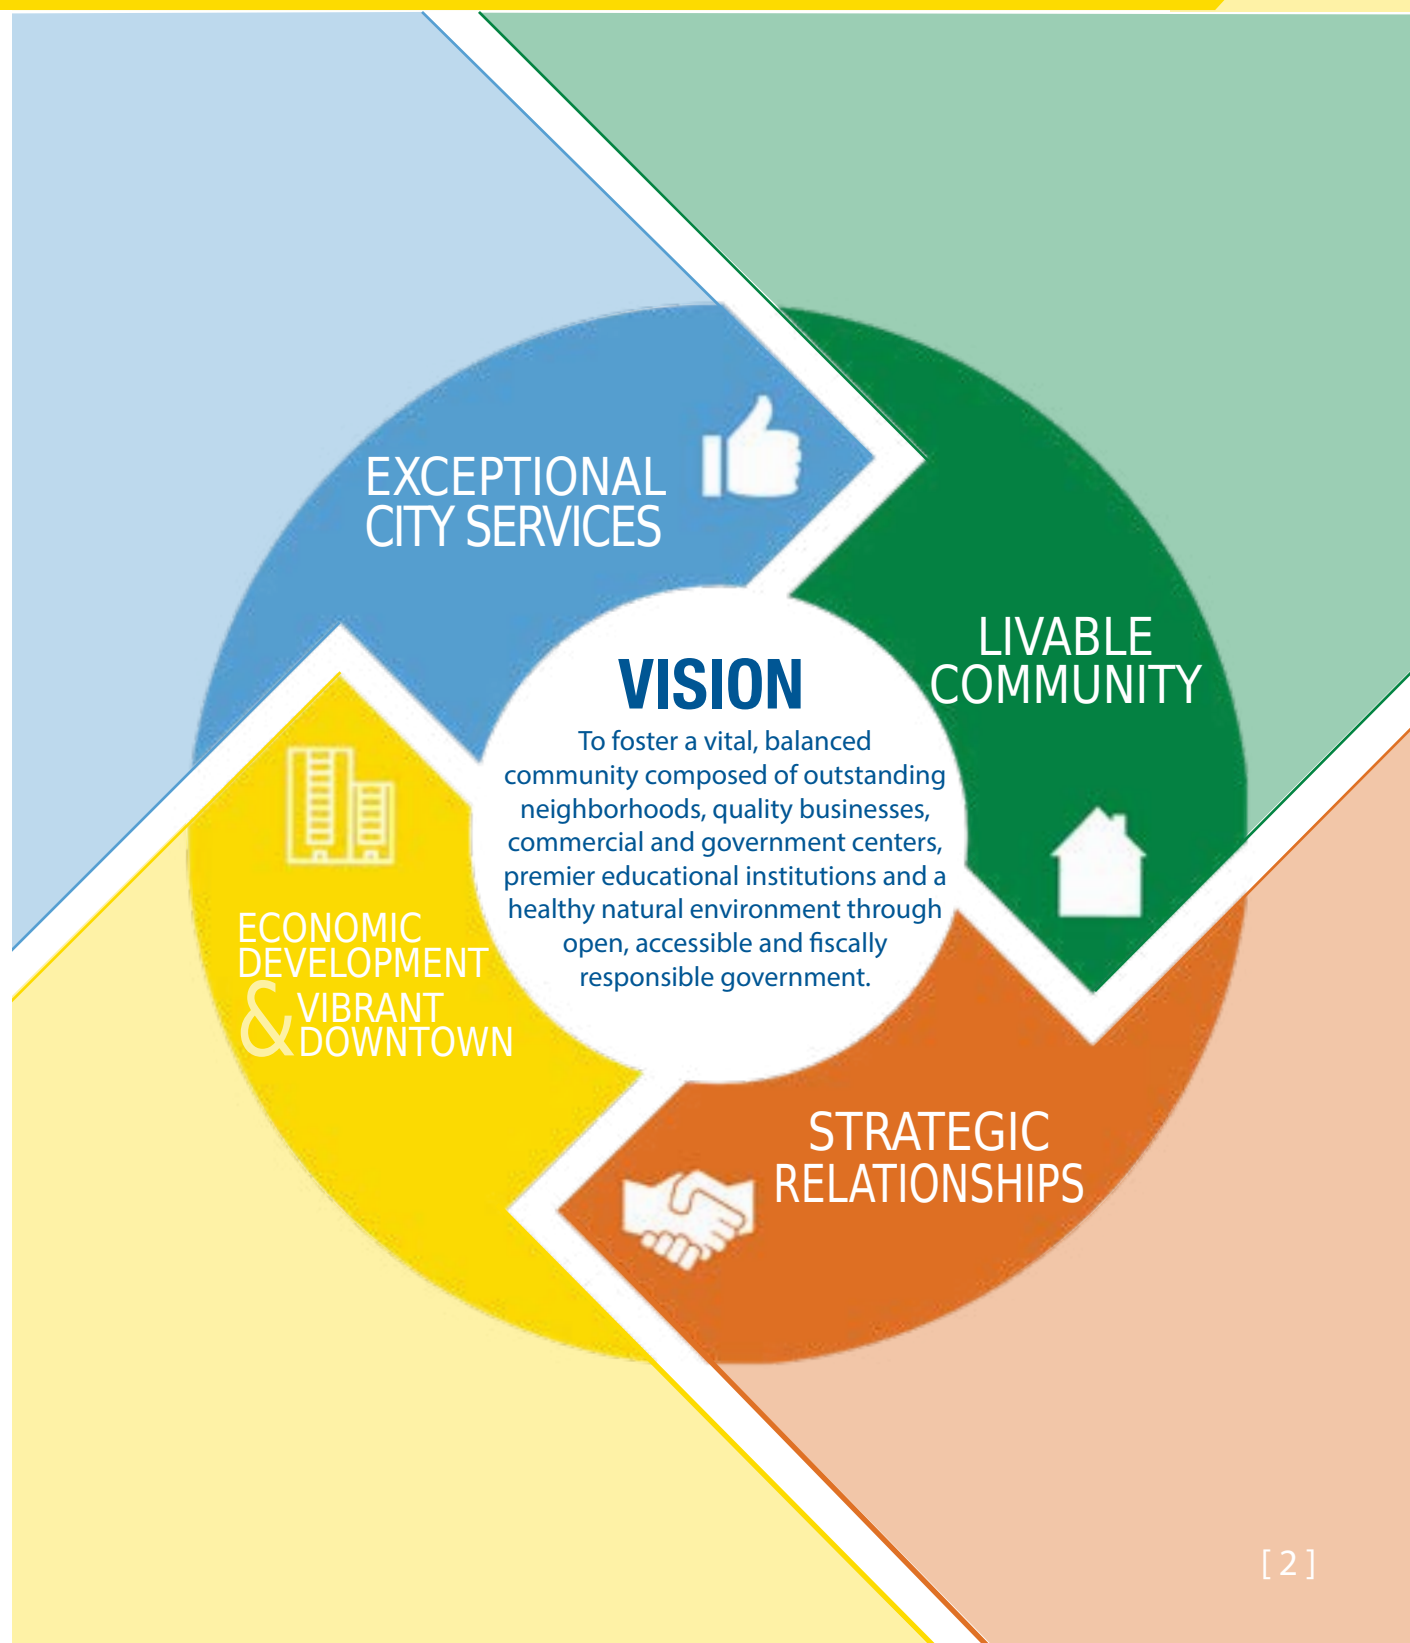 EXCEPTIONAL
CITY SERVICES
LIVABLE
COMMUNITY
VISION
To foster a vital, balanced
community composed of outstanding
neighborhoods, quality businesses,
commercial and government centers,
premier educational institutions and a
healthy natural environment through
open, accessible and fiscally
responsible government.
ECONOMIC
DEVELOPMENT
& VIBRANT
DOWNTOWN
STRATEGIC
RELATIONSHIPS
[ 2 ]